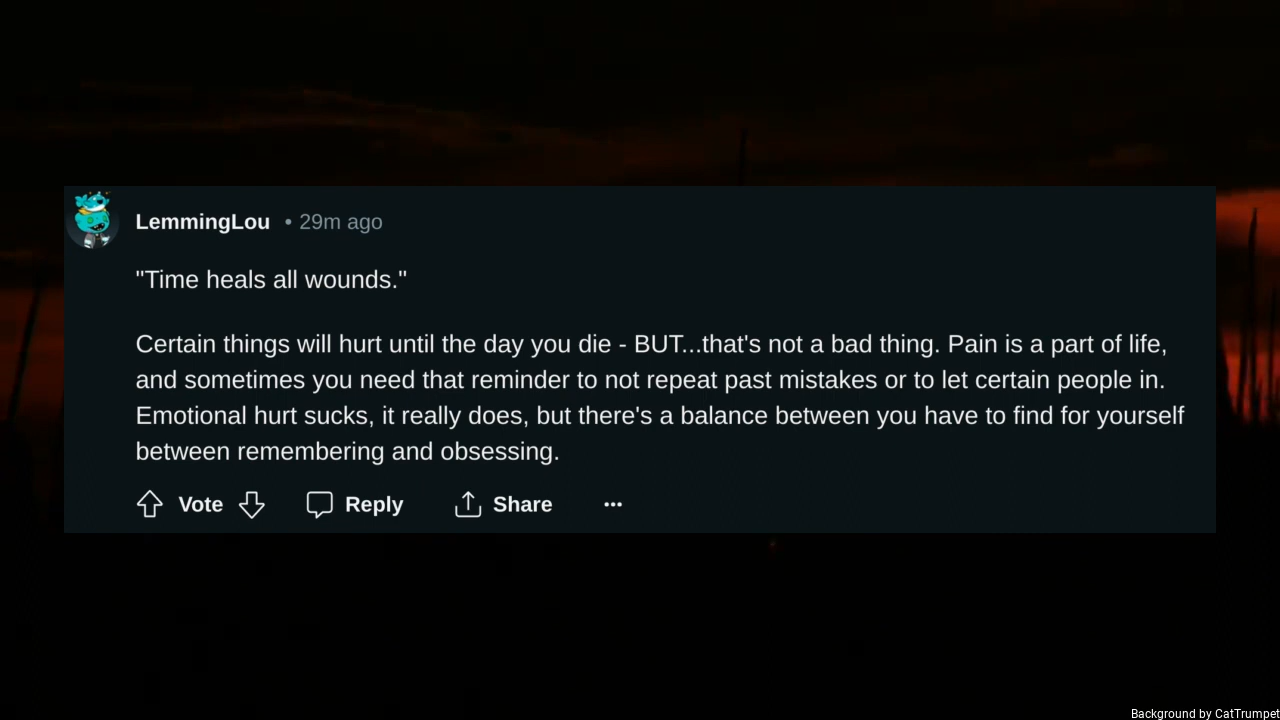 LemmingLou • 29m ago
"Time heals all wounds."
Certain things will hurt until the day you die - BUT...that's not a bad thing. Pain is a part of life,
and sometimes you need that reminder to not repeat past mistakes or to let certain people in.
Emotional hurt sucks, it really does, but there's a balance between you have to find for yourself
between remembering and obsessing.
Vote Reply Share ...
Background by CatTrumpet